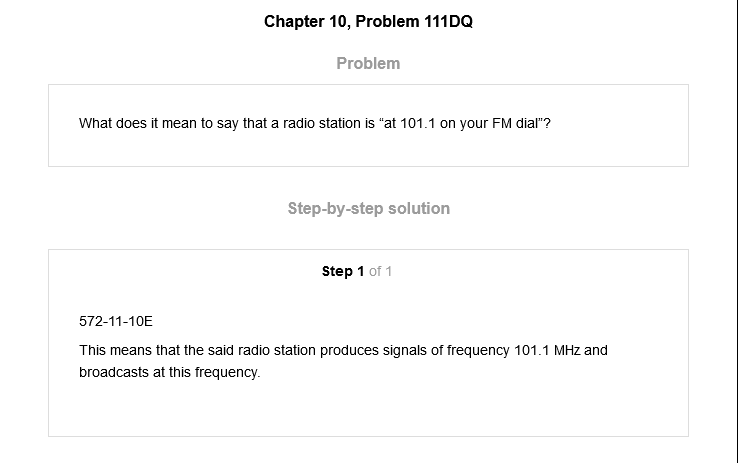 Chapter 10, Problem 111DQ
Problem
What does it mean to say that a radio station is “at 101.1 on your FM dial”?
Step-by-step solution
Step 1 of 1
572-11-10E
This means that the said radio station produces signals of frequency 101.1 MHz and
broadcasts at this frequency.